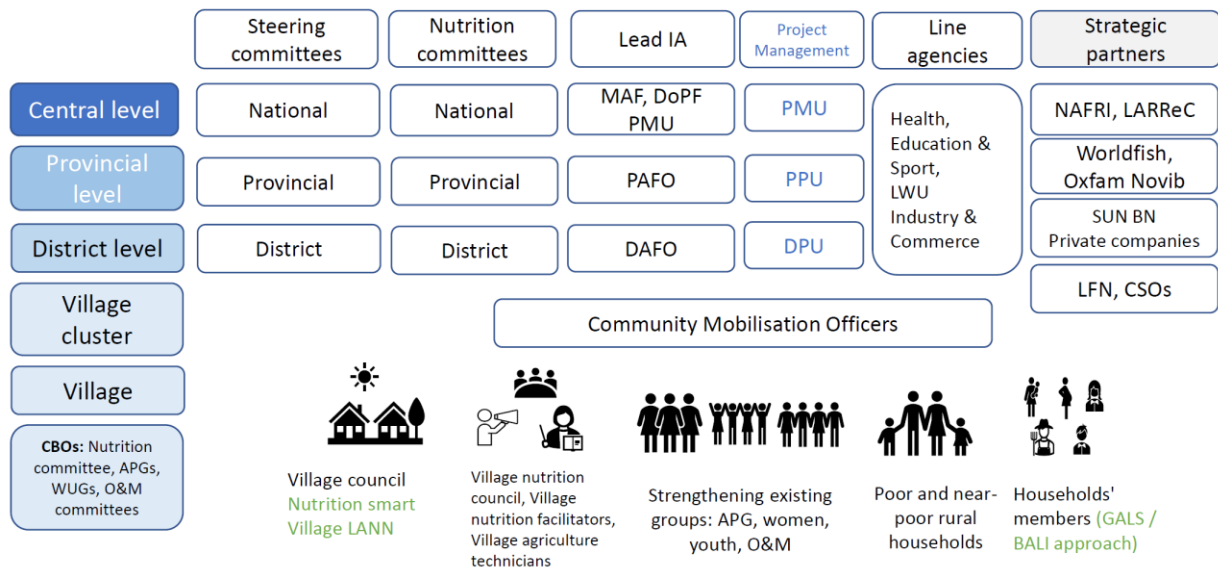 Steering
committees
Nutrition
committees
Lead IA
Project
Management
Line
agencies
Strategic
partners
Central level
National
National
MAF, DoPF
PMU
PMU
Health,
Education &
Sport,
LWU
Industry &
Commerce
NAFRI, LARReC
Provincial
level
Provincial
Provincial
PAFO
PPU
Worldfish,
Oxfam Novib
District level
District
District
DAFO
DPU
SUN BN
Private companies
Village
cluster
LFN, CSOs
Community Mobilisation Officers
Village
CBOs: Nutrition
committee, APGs,
WUGs, O&M
committees
Village council
Nutrition smart
Village LANN
Village nutrition
council, Village
nutrition facilitators,
Village agriculture
technicians
Strengthening existing
groups: APG, women,
youth, O&M
Poor and near-
poor rural
households
Households'
members (GALS /
BALI approach)